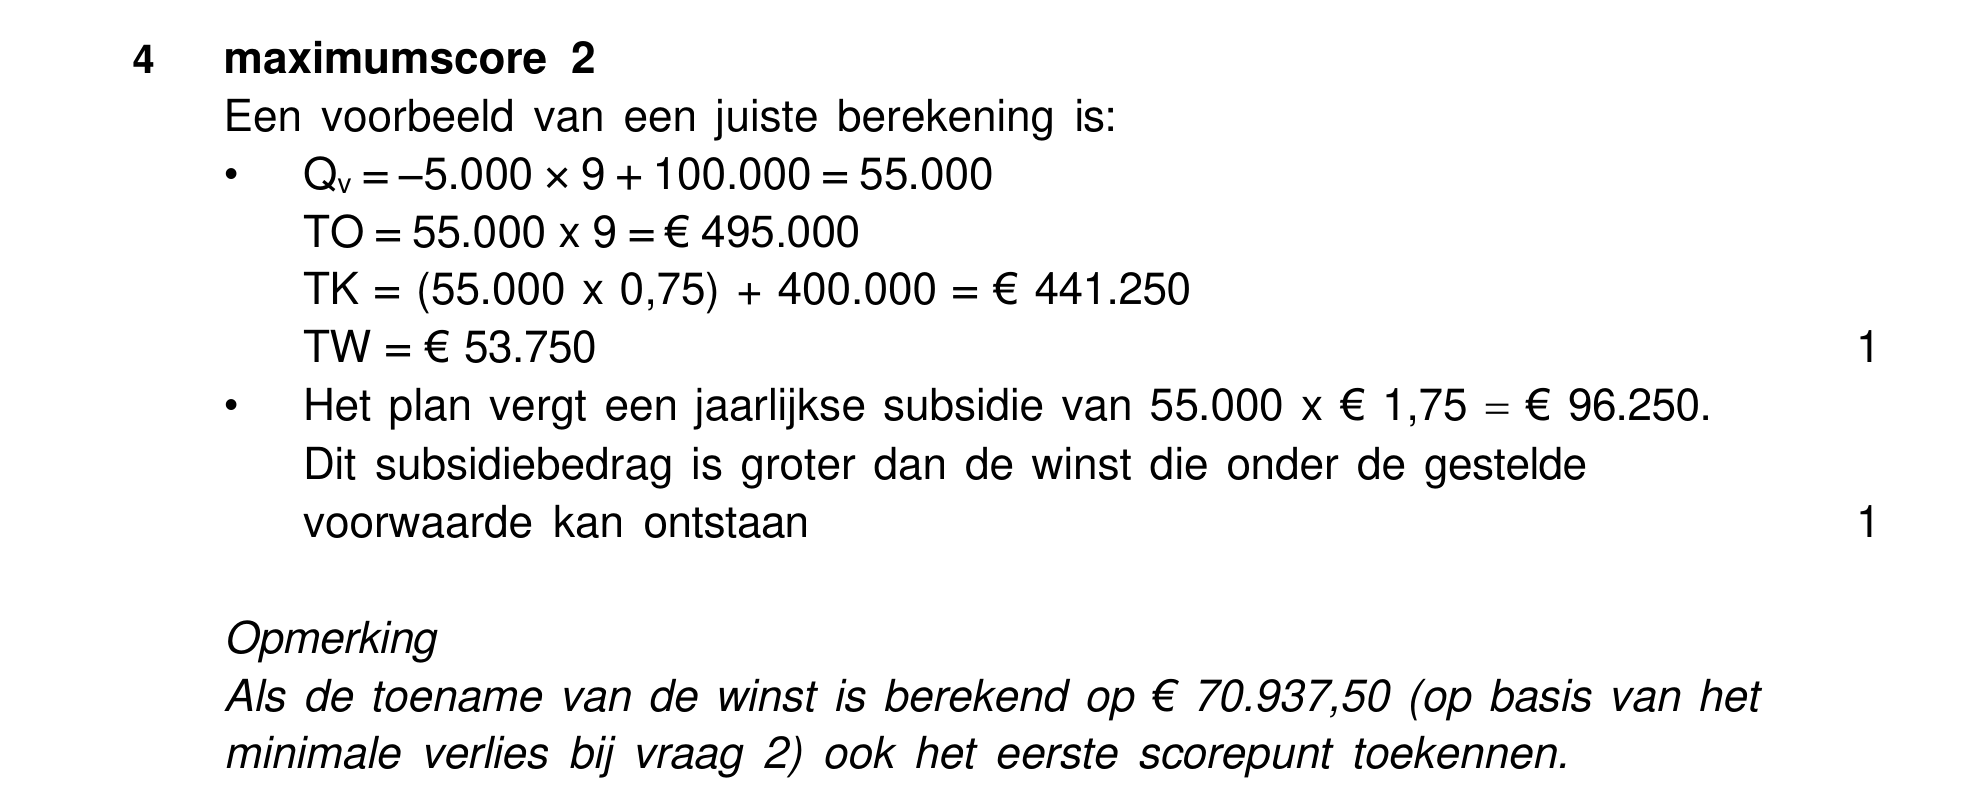 4 maximumscore 2
Een voorbeeld van een juiste berekening is:
• Qv = –5.000 × 9 + 100.000 = 55.000
TO = 55.000 x 9 = € 495.000
TK = (55.000 x 0,75) + 400.000 = € 441.250
TW = € 53.750 1
• Het plan vergt een jaarlijkse subsidie van 55.000 x € 1,75 = € 96.250.
Dit subsidiebedrag is groter dan de winst die onder de gestelde
voorwaarde kan ontstaan 1
Opmerking
Als de toename van de winst is berekend op € 70.937,50 (op basis van het
minimale verlies bij vraag 2) ook het eerste scorepunt toekennen.